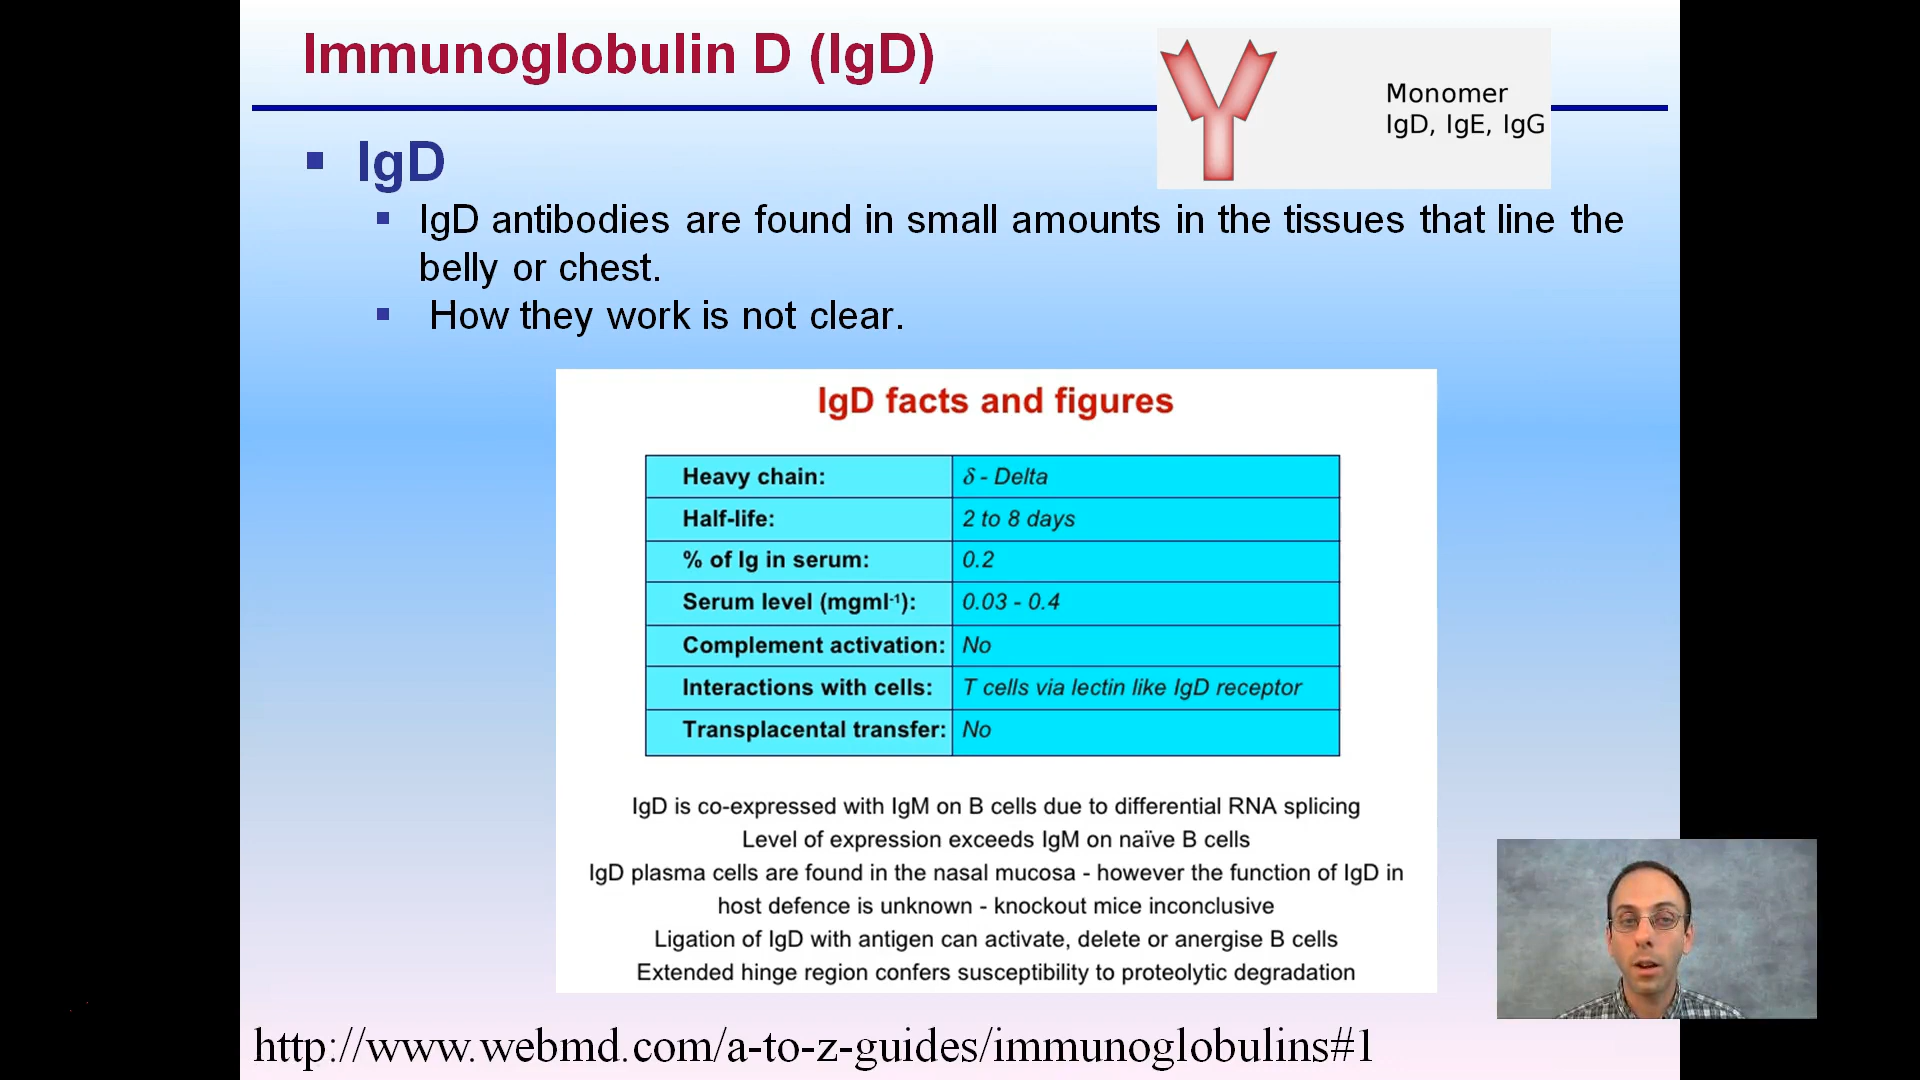 Immunoglobulin D (IgD)
Monomer
IgD, IgE, IgG
IgD
IgD antibodies are found in small amounts in the tissues that line the
belly or chest.
How they work is not clear.
IgD facts and figures
Heavy chain: δ - Delta
Half-life: 2 to 8 days
% of Ig in serum: 0.2
Serum level (mgml⁻¹): 0.03 - 0.4
Complement activation: No
Interactions with cells: T cells via lectin like IgD receptor
Transplacental transfer: No
IgD is co-expressed with IgM on B cells due to differential RNA splicing
Level of expression exceeds IgM on naïve B cells
IgD plasma cells are found in the nasal mucosa - however the function of IgD in
host defence is unknown - knockout mice inconclusive
Ligation of IgD with antigen can activate, delete or anergise B cells
Extended hinge region confers susceptibility to proteolytic degradation
http://www.webmd.com/a-to-z-guides/immunoglobulins#1